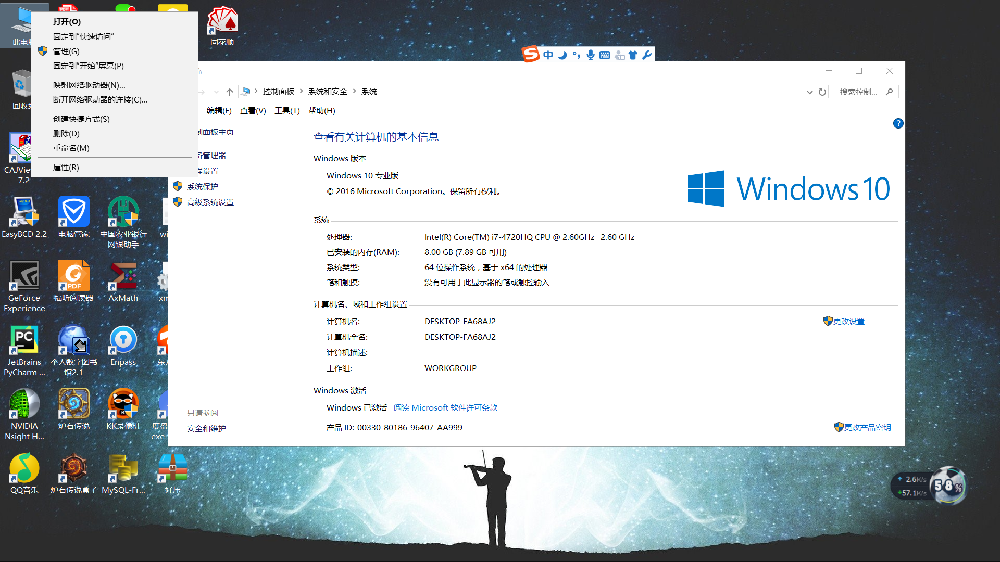 打开(O)
固定到“快速访问”
管理(G)
固定到“开始”屏幕(P)
映射网络驱动器(N)...
断开网络驱动器的连接(C)...
创建快捷方式(S)
删除(D)
重命名(M)
属性(R)
此电脑
回收站
CAJVie
7.2
EasyBCD 2.2
电脑管家
中国农业银行
网银助手
wi
GeForce
Experience
福昕阅读器
AxMath
xm
JetBrains
PyCharm ...
个人数字图书
馆2.1
Enpass
东方
NVIDIA
Nsight H...
炉石传说
KK录像机
度盘
exe
QQ音乐
炉石传说盒子
MySQL-Fr...
好压
同花顺
中
控制面板 系统和安全 系统
搜索控制...
编辑(E) 查看(V) 工具(T) 帮助(H)
制面板主页
备管理器
程设置
系统保护
高级系统设置
另请参阅
安全和维护
查看有关计算机的基本信息
Windows 版本
Windows 10 专业版
© 2016 Microsoft Corporation。保留所有权利。
Windows 10
系统
处理器: Intel(R) Core(TM) i7-4720HQ CPU @ 2.60GHz 2.60 GHz
已安装的内存(RAM): 8.00 GB (7.89 GB 可用)
系统类型: 64 位操作系统，基于 x64 的处理器
笔和触摸: 没有可用于此显示器的笔或触控输入
计算机名、域和工作组设置
计算机名: DESKTOP-FA68AJ2 更改设置
计算机全名: DESKTOP-FA68AJ2
计算机描述:
工作组: WORKGROUP
Windows 激活
Windows 已激活 阅读 Microsoft 软件许可条款
产品 ID: 00330-80186-96407-AA999 更改产品密钥
2.6K/s
57.1K/s
58%